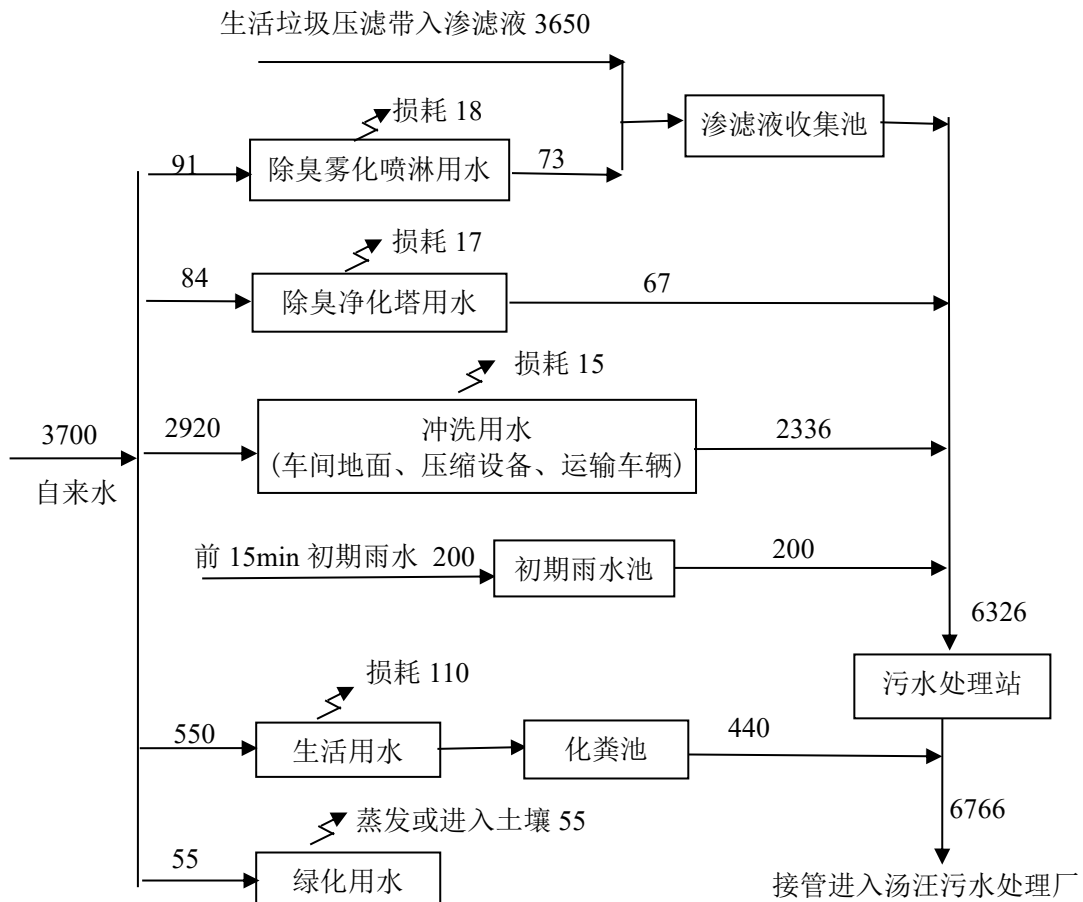 生活垃圾压滤带入渗滤液 3650
损耗 18
渗滤液收集池
91
除臭雾化喷淋用水
73
损耗 17
84
除臭净化塔用水
67
损耗 15
3700
自来水
2920
冲洗用水
(车间地面、压缩设备、运输车辆)
2336
前 15min 初期雨水 200
初期雨水池
200
6326
污水处理站
损耗 110
550
生活用水
化粪池
440
6766
蒸发或进入土壤 55
55
绿化用水
接管进入汤汪污水处理厂